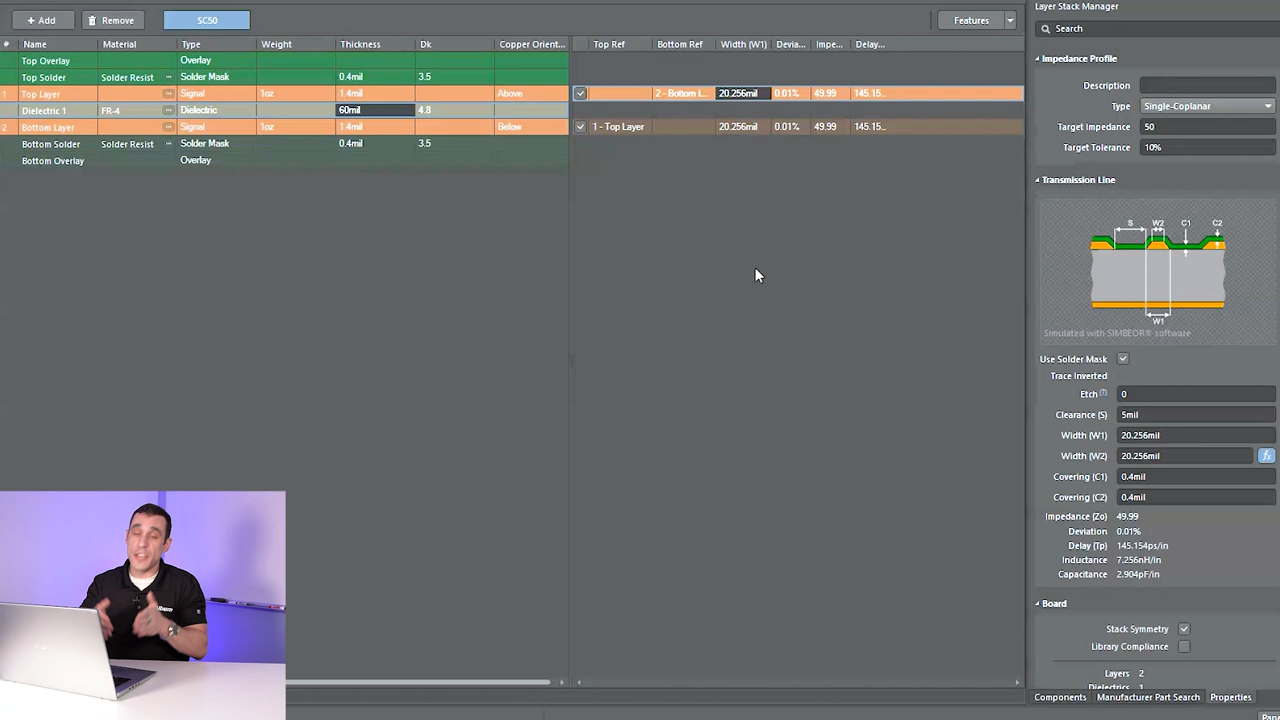 + Add
Remove
SC50
Features
# Name Material Type Weight Thickness Dk Copper Orient...
Top Ref Bottom Ref Width (W1) Devia... Impe... Delay...
Top Overlay Overlay
Top Solder Solder Resist ... Solder Mask 0.4mil 3.5
1 Top Layer ... Signal 1oz 1.4mil Above
2 - Bottom L... 20.256mil 0.01% 49.99 145.15...
Dielectric 1 FR-4 ... Dielectric 60mil 4.8
2 Bottom Layer ... Signal 1oz 1.4mil Below
1 - Top Layer 20.256mil 0.01% 49.99 145.15...
Bottom Solder Solder Resist ... Solder Mask 0.4mil 3.5
Bottom Overlay Overlay
Layer Stack Manager
Search
Impedance Profile
Description
Type Single-Coplanar
Target Impedance 50
Target Tolerance 10%
Transmission Line
S W2 C1 C2
W1
Simulated with SIMBEOR® software
Use Solder Mask
Trace Inverted
Etch [?] 0
Clearance (S) 5mil
Width (W1) 20.256mil
Width (W2) 20.256mil fx
Covering (C1) 0.4mil
Covering (C2) 0.4mil
Impedance (Zo) 49.99
Deviation 0.01%
Delay (Tp) 145.154ps/in
Inductance 7.256nH/in
Capacitance 2.904pF/in
Board
Stack Symmetry
Library Compliance
Layers 2
Dielectrics 1
Components Manufacturer Part Search Properties